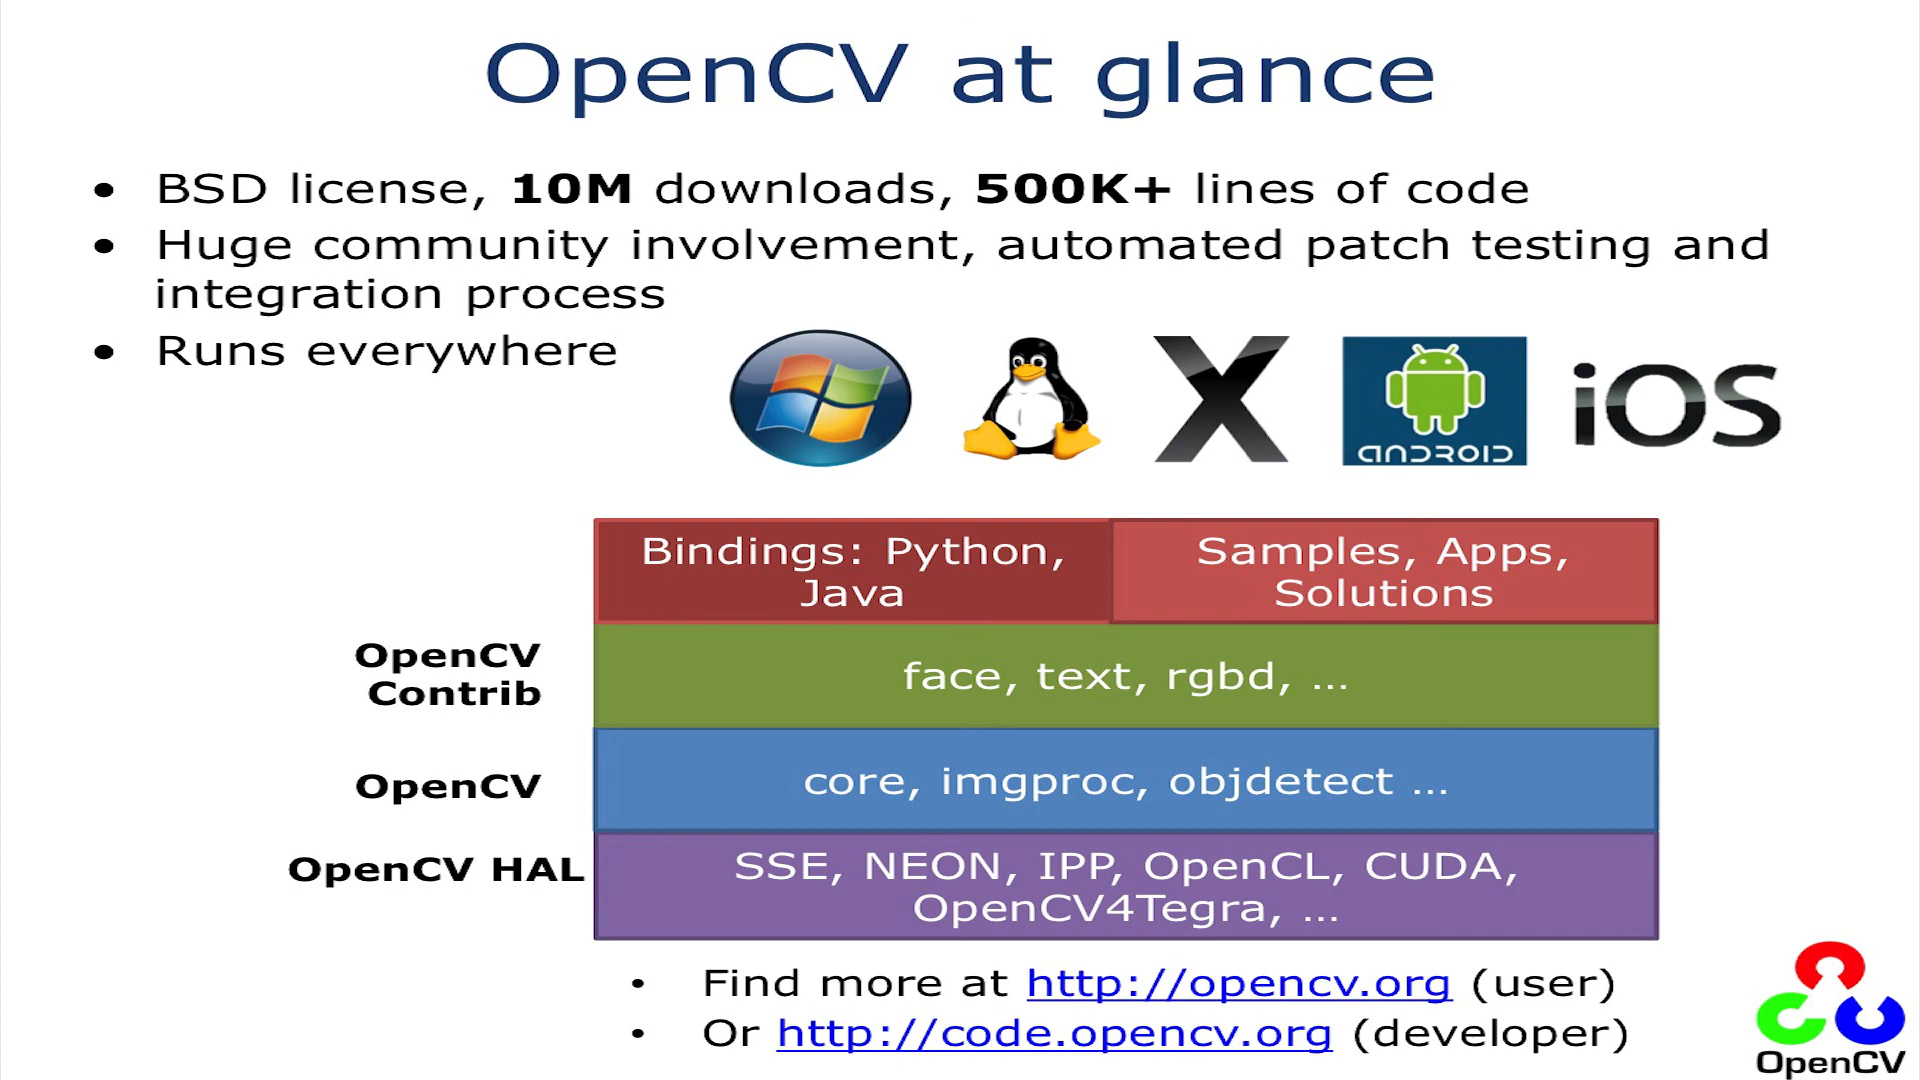 OpenCV at glance
• BSD license, 10M downloads, 500K+ lines of code
• Huge community involvement, automated patch testing and
integration process
• Runs everywhere
X
ANDROID
iOS
Bindings: Python,
Java
Samples, Apps,
Solutions
OpenCV
Contrib
face, text, rgbd, ...
OpenCV
core, imgproc, objdetect ...
OpenCV HAL
SSE, NEON, IPP, OpenCL, CUDA,
OpenCV4Tegra, ...
• Find more at http://opencv.org (user)
• Or http://code.opencv.org (developer)
OpenCV